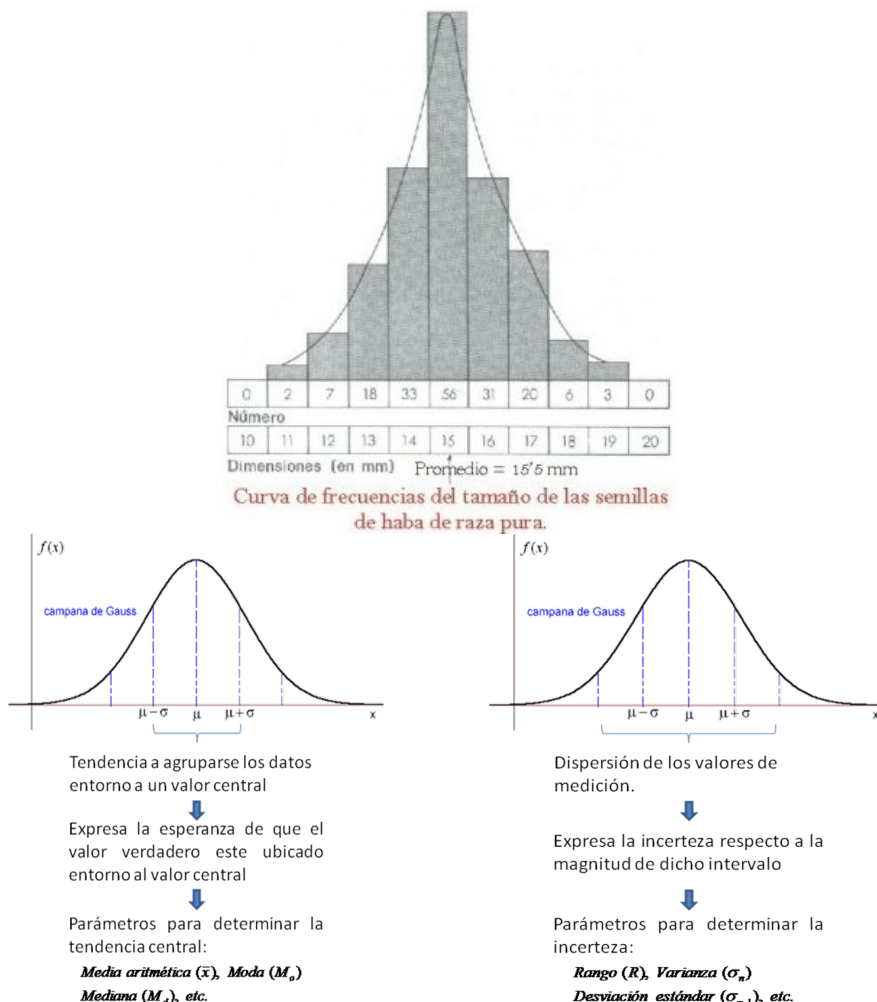 0 2 7 18 33 56 31 20 6 3 0
Número
10 11 12 13 14 15 16 17 18 19 20
Dimensiones (en mm) Promedio = 15'5 mm
Curva de frecuencias del tamaño de las semillas
de haba de raza pura.
f(x)
campana de Gauss
μ-σ μ μ+σ x
Tendencia a agruparse los datos
entorno a un valor central
Expresa la esperanza de que el
valor verdadero este ubicado
entorno al valor central
Parámetros para determinar la
tendencia central:
Media aritmética (x̄), Moda (Mₒ)
Mediana (M_d), etc.
f(x)
campana de Gauss
μ-σ μ μ+σ x
Dispersión de los valores de
medición.
Expresa la incerteza respecto a la
magnitud de dicho intervalo
Parámetros para determinar la
incerteza:
Rango (R), Varianza (σₙ)
Desviación estándar (σₙ₋₁), etc.